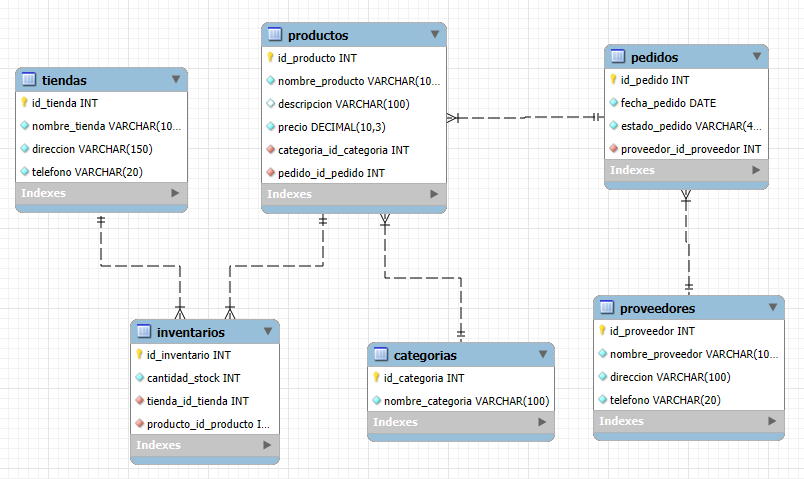 tiendas
id_tienda INT
nombre_tienda VARCHAR(10...
direccion VARCHAR(150)
telefono VARCHAR(20)
Indexes
productos
id_producto INT
nombre_producto VARCHAR(10...
descripcion VARCHAR(100)
precio DECIMAL(10,3)
categoria_id_categoria INT
pedido_id_pedido INT
Indexes
pedidos
id_pedido INT
fecha_pedido DATE
estado_pedido VARCHAR(4...
proveedor_id_proveedor INT
Indexes
inventarios
id_inventario INT
cantidad_stock INT
tienda_id_tienda INT
producto_id_producto I...
Indexes
categorias
id_categoria INT
nombre_categoria VARCHAR(100)
Indexes
proveedores
id_proveedor INT
nombre_proveedor VARCHAR(10...
direccion VARCHAR(100)
telefono VARCHAR(20)
Indexes